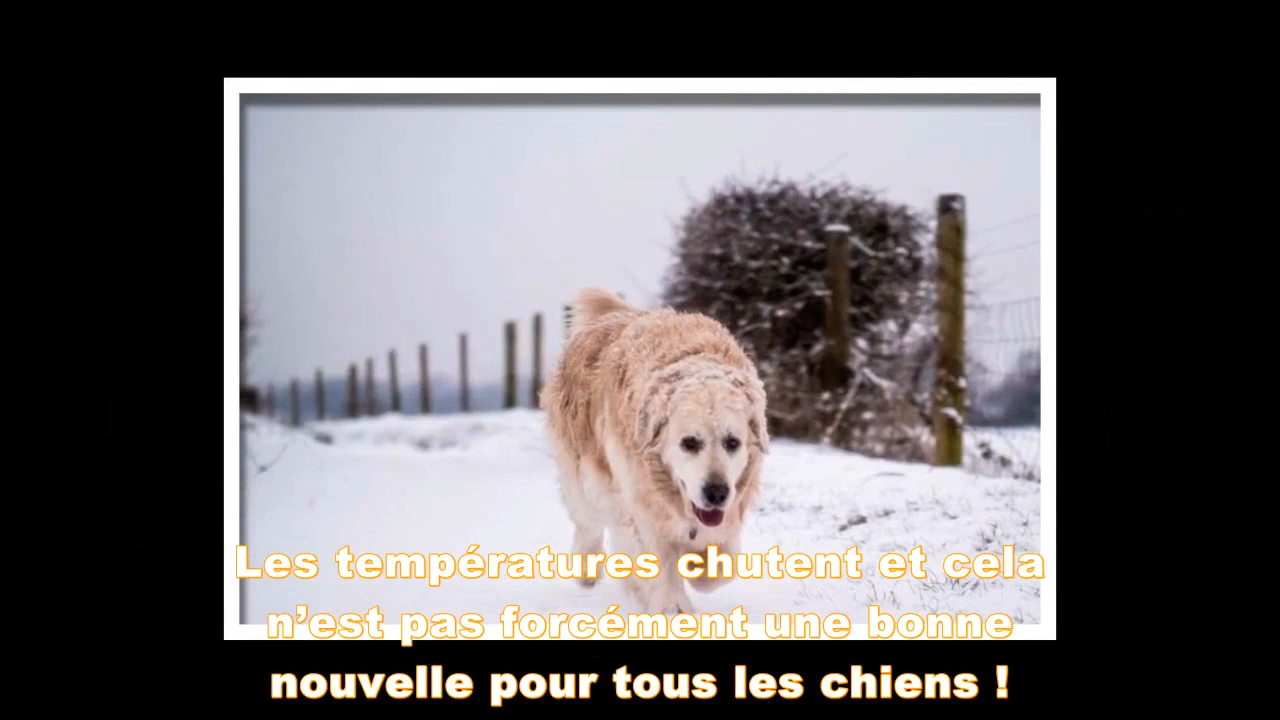 Les températures chutent et cela
n’est pas forcément une bonne
nouvelle pour tous les chiens !